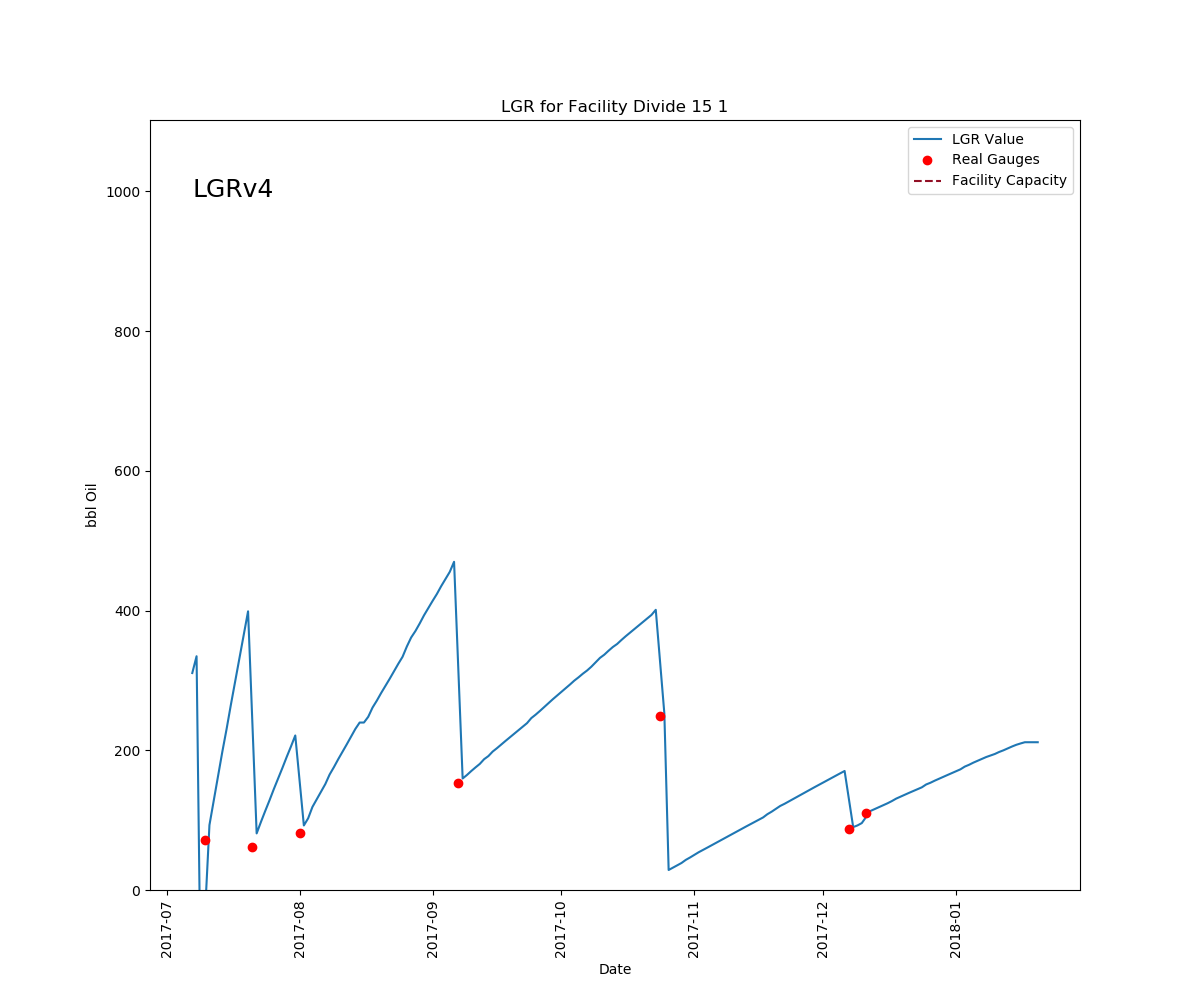 LGR for Facility Divide 15 1
LGRv4
LGR Value
Real Gauges
Facility Capacity
bbl Oil
1000
800
600
400
200
0
2017-07
2017-08
2017-09
2017-10
2017-11
2017-12
2018-01
Date